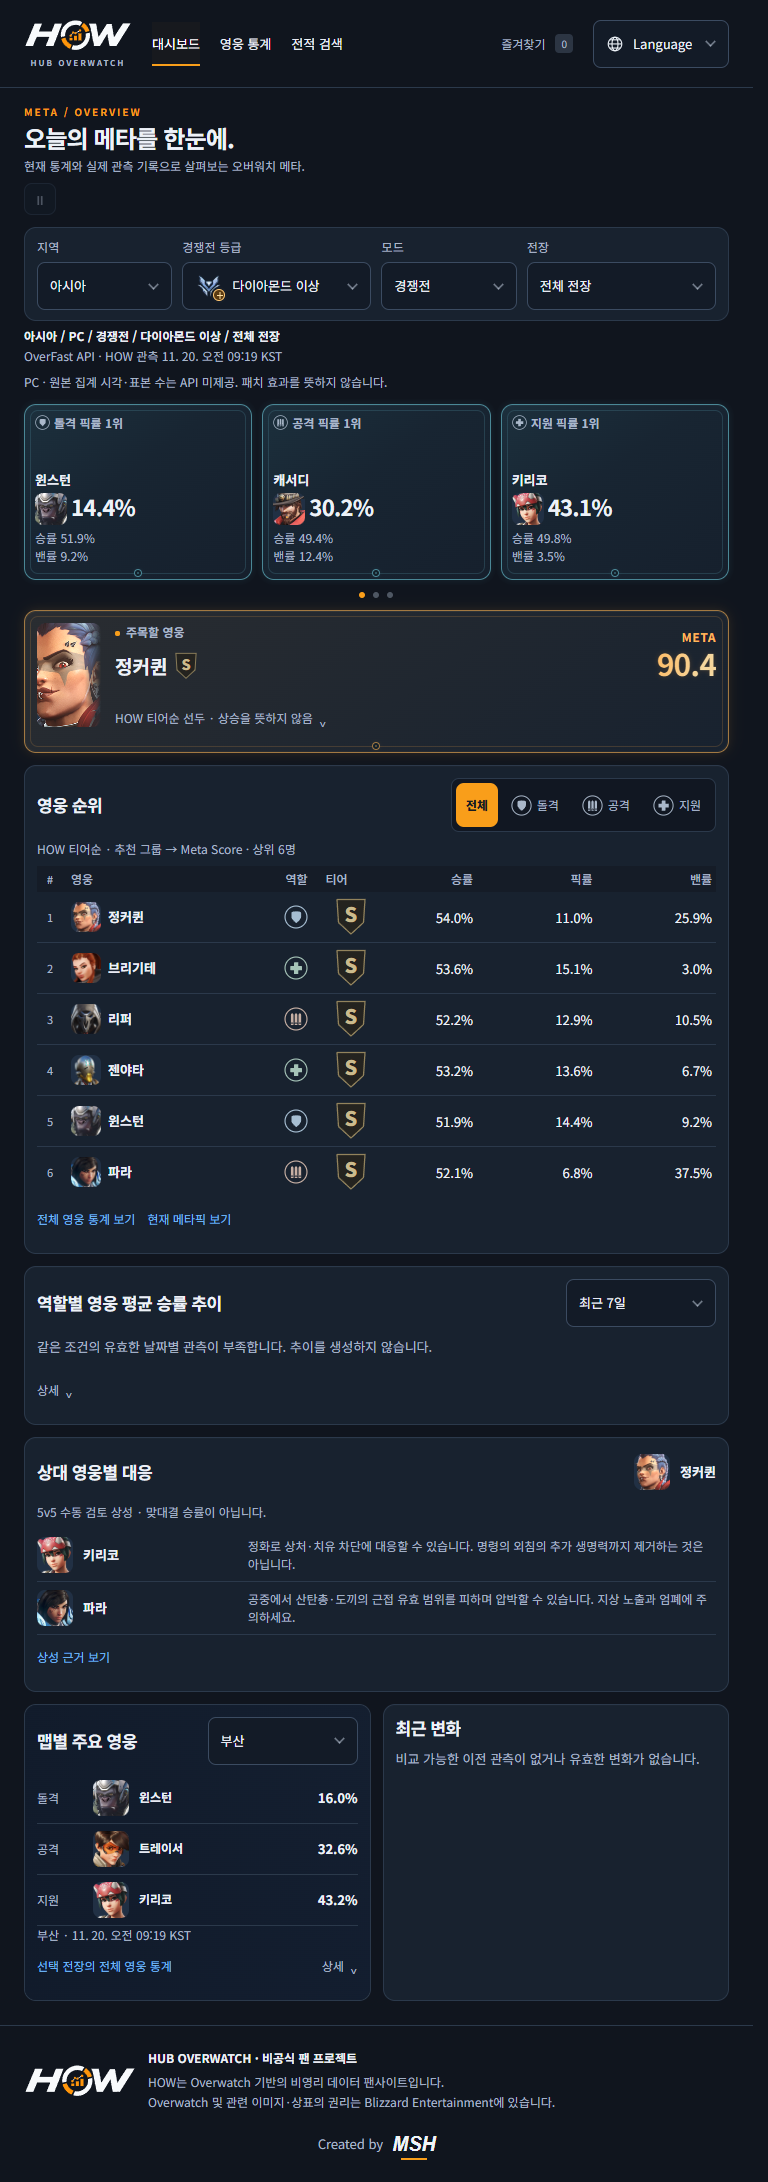 HOW
HUB OVERWATCH
대시보드
영웅 통계
전적 검색
즐겨찾기 0
Language
META / OVERVIEW
오늘의 메타를 한눈에.
현재 통계와 실제 관측 기록으로 살펴보는 오버워치 메타.
지역
경쟁전 등급
모드
전장
아시아
다이아몬드 이상
경쟁전
전체 전장
아시아 / PC / 경쟁전 / 다이아몬드 이상 / 전체 전장
OverFast API · HOW 관측 11. 20. 오전 09:19 KST
PC · 원본 집계 시각·표본 수는 API 미제공. 패치 효과를 뜻하지 않습니다.
돌격 픽률 1위
윈스턴
14.4%
승률 51.9%
밴률 9.2%
공격 픽률 1위
캐서디
30.2%
승률 49.4%
밴률 12.4%
지원 픽률 1위
키리코
43.1%
승률 49.8%
밴률 3.5%
주목할 영웅
정커퀸 S
HOW 티어순 선두 · 상승을 뜻하지 않음
META
90.4
영웅 순위
전체
돌격
공격
지원
HOW 티어순 · 추천 그룹 → Meta Score · 상위 6명
# 영웅 역할 티어 승률 픽률 밴률
1 정커퀸 S 54.0% 11.0% 25.9%
2 브리기테 S 53.6% 15.1% 3.0%
3 리퍼 S 52.2% 12.9% 10.5%
4 젠야타 S 53.2% 13.6% 6.7%
5 윈스턴 S 51.9% 14.4% 9.2%
6 파라 S 52.1% 6.8% 37.5%
전체 영웅 통계 보기 현재 메타픽 보기
역할별 영웅 평균 승률 추이
최근 7일
같은 조건의 유효한 날짜별 관측이 부족합니다. 추이를 생성하지 않습니다.
상세
상대 영웅별 대응
정커퀸
5v5 수동 검토 상성 · 맞대결 승률이 아닙니다.
키리코
정화로 상처·치유 차단에 대응할 수 있습니다. 명령의 외침의 추가 생명력까지 제거하는 것은
아닙니다.
파라
공중에서 산탄총·도끼의 근접 유효 범위를 피하며 압박할 수 있습니다. 지상 노출과 엄폐에 주
의하세요.
상성 근거 보기
맵별 주요 영웅
부산
돌격 윈스턴 16.0%
공격 트레이서 32.6%
지원 키리코 43.2%
부산 · 11. 20. 오전 09:19 KST
선택 전장의 전체 영웅 통계
상세
최근 변화
비교 가능한 이전 관측이 없거나 유효한 변화가 없습니다.
HOW
HUB OVERWATCH · 비공식 팬 프로젝트
HOW는 Overwatch 기반의 비영리 데이터 팬사이트입니다.
Overwatch 및 관련 이미지·상표의 권리는 Blizzard Entertainment에 있습니다.
Created by MSH